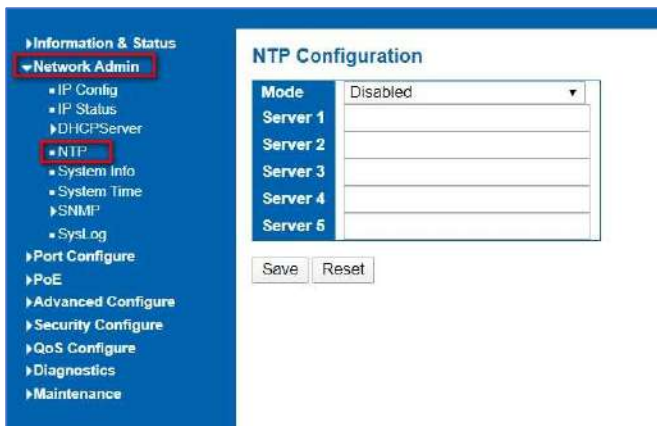 Information & Status
Network Admin
IP Config
IP Status
DHCPServer
NTP
System Info
System Time
SNMP
SysLog
Port Configure
PoE
Advanced Configure
Security Configure
QoS Configure
Diagnostics
Maintenance
NTP Configuration
Mode Disabled
Server 1
Server 2
Server 3
Server 4
Server 5
Save Reset